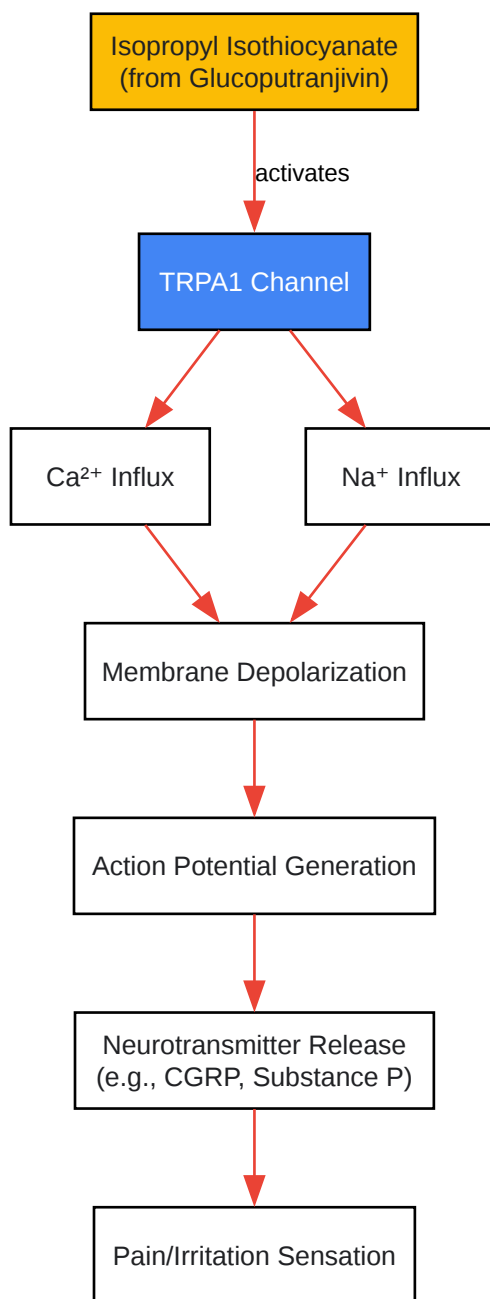 Isopropyl Isothiocyanate
(from Glucoputranjivin)
activates
TRPA1 Channel
Ca²⁺ Influx
Na⁺ Influx
Membrane Depolarization
Action Potential Generation
Neurotransmitter Release
(e.g., CGRP, Substance P)
Pain/Irritation Sensation